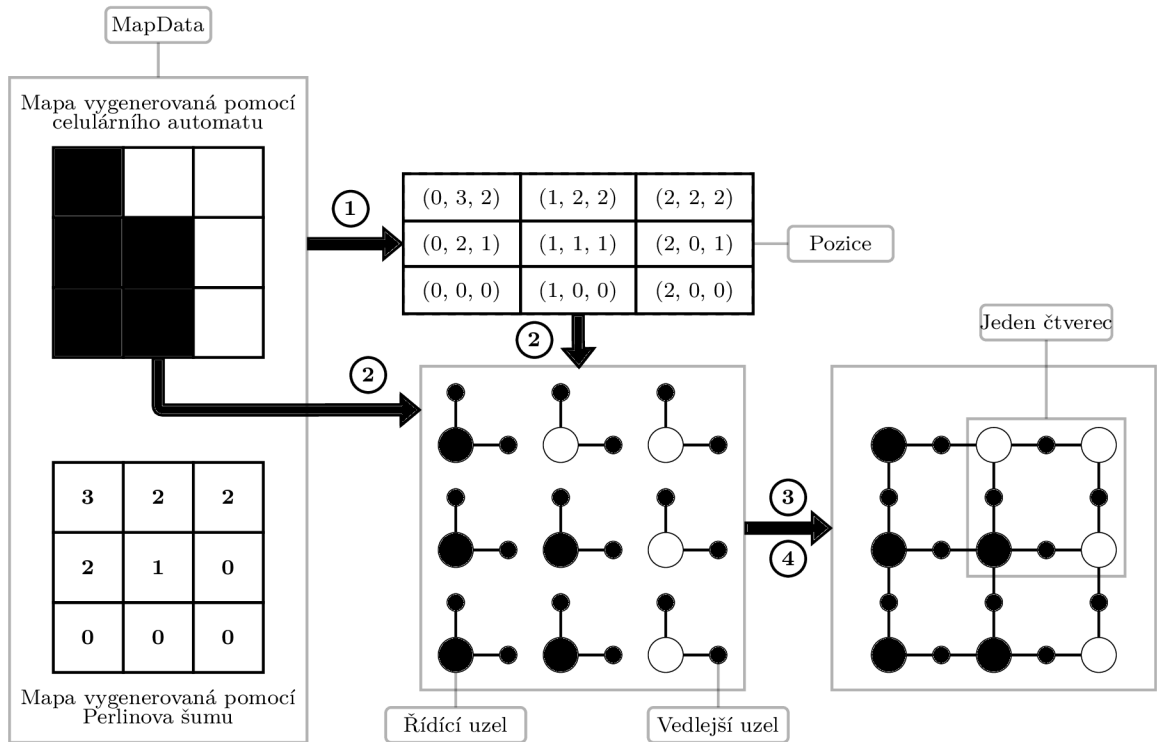 MapData
Mapa vygenerovaná pomocí
celulárního automatu
1
(0, 3, 2) (1, 2, 2) (2, 2, 2)
(0, 2, 1) (1, 1, 1) (2, 0, 1)
(0, 0, 0) (1, 0, 0) (2, 0, 0)
Pozice
2
2
Jeden čtverec
3 2 2
2 1 0
0 0 0
Mapa vygenerovaná pomocí
Perlinova šumu
3
4
Řídící uzel
Vedlejší uzel